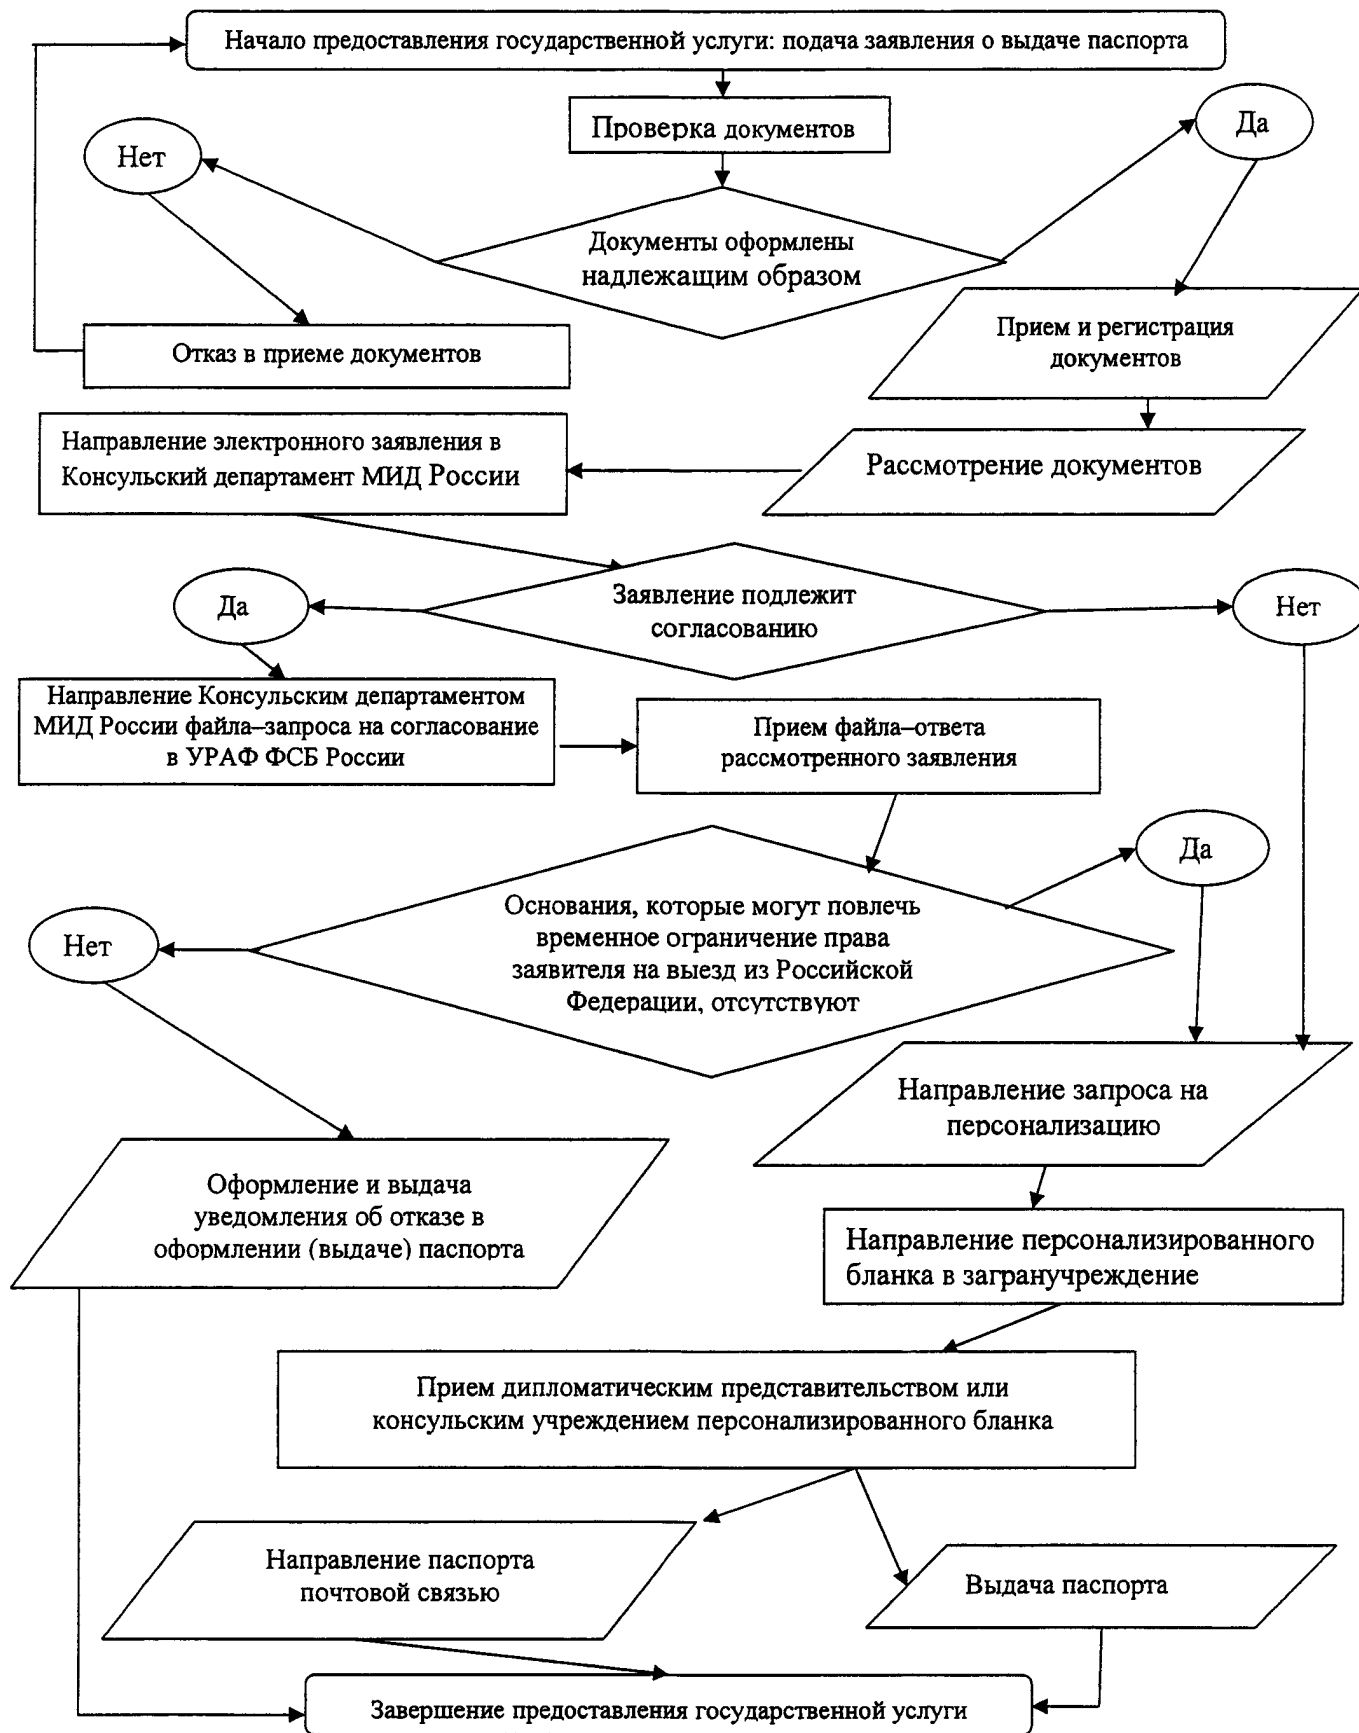 Начало предоставления государственной услуги: подача заявления о выдаче паспорта
Проверка документов
Да
Нет
Документы оформлены
надлежащим образом
Прием и регистрация
документов
Отказ в приеме документов
Направление электронного заявления в
Консульский департамент МИД России
Рассмотрение документов
Заявление подлежит
согласованию
Да
Нет
Направление Консульским департаментом
МИД России файла–запроса на согласование
в УРАФ ФСБ России
Прием файла–ответа
рассмотренного заявления
Да
Основания, которые могут повлечь
временное ограничение права
заявителя на выезд из Российской
Федерации, отсутствуют
Нет
Направление запроса на
персонализацию
Оформление и выдача
уведомления об отказе в
оформлении (выдаче) паспорта
Направление персонализированного
бланка в загранучреждение
Прием дипломатическим представительством или
консульским учреждением персонализированного бланка
Направление паспорта
почтовой связью
Выдача паспорта
Завершение предоставления государственной услуги